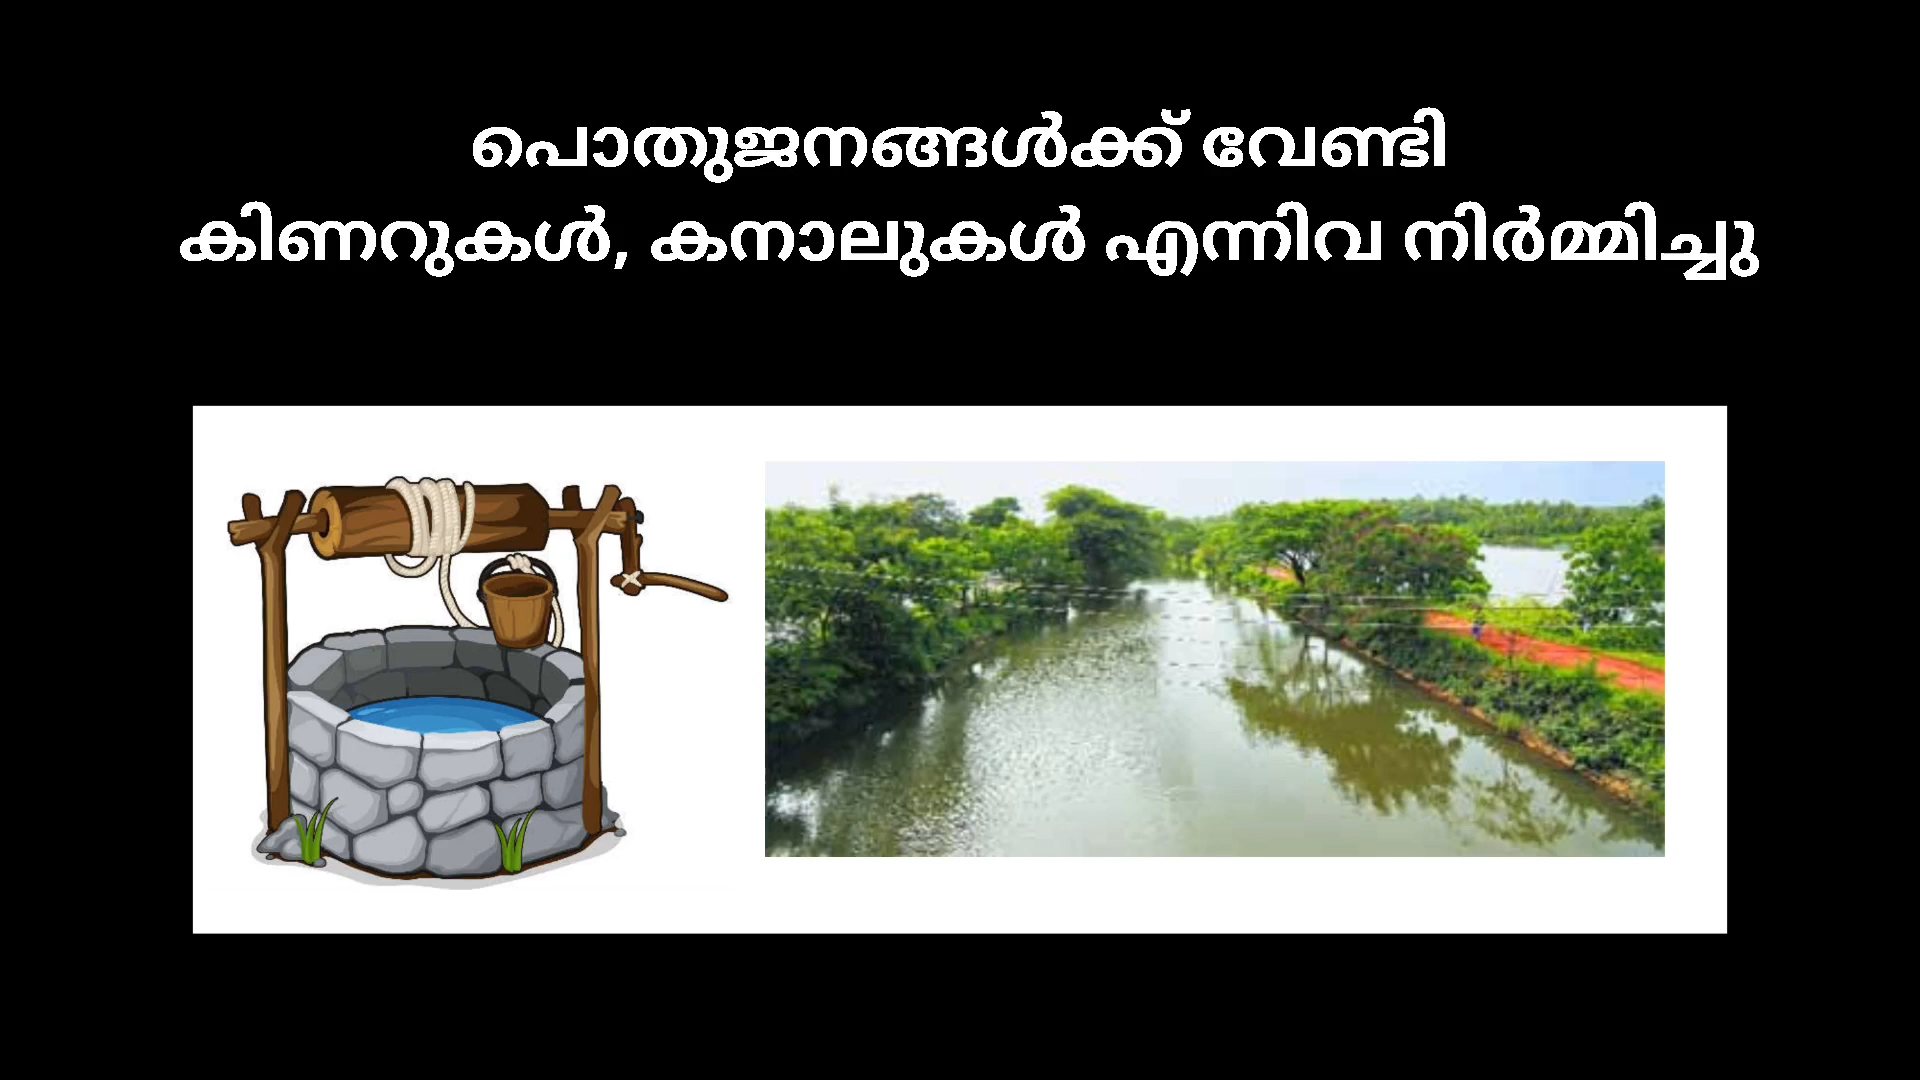 പൊതുജനങ്ങൾക്ക് വേണ്ടി
കിണറുകൾ, കനാലുകൾ എന്നിവ നിർമ്മിച്ചു